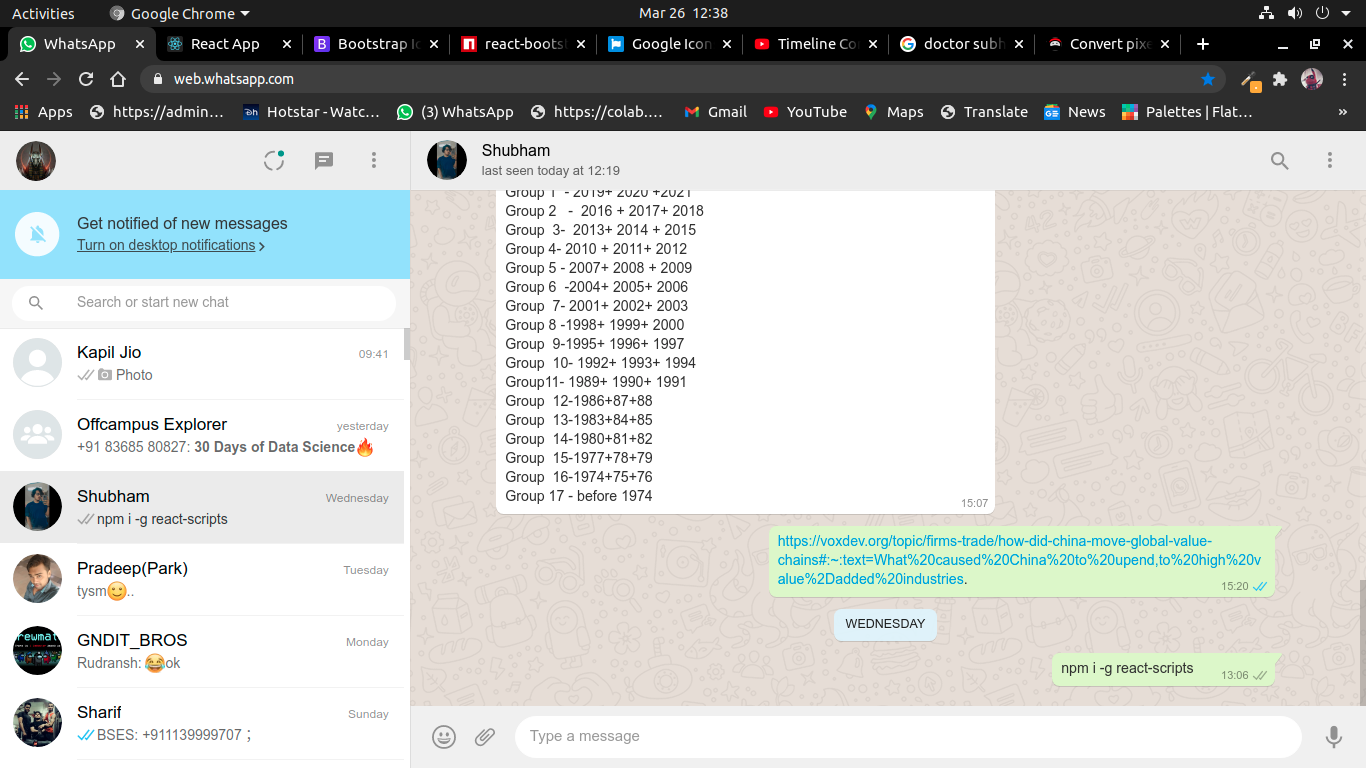 Activities
Google Chrome
Mar 26 12:38
WhatsApp
React App
Bootstrap Ic
react-boots
Google Icon
Timeline Co
doctor subh
Convert pixe
web.whatsapp.com
Apps
https://admin…
Hotstar - Watc…
(3) WhatsApp
https://colab.…
Gmail
YouTube
Maps
Translate
News
Palettes | Flat…
»
Get notified of new messages
Turn on desktop notifications
Search or start new chat
Kapil Jio
09:41
Photo
Offcampus Explorer
yesterday
+91 83685 80827: 30 Days of Data Science🔥
Shubham
Wednesday
npm i -g react-scripts
Pradeep(Park)
Tuesday
tysm😊..
GNDIT_BROS
Monday
Rudransh: 😂ok
Sharif
Sunday
BSES: +911139999707 ;
Shubham
last seen today at 12:19
Group 1 - 2019+ 2020 +2021
Group 2 - 2016 + 2017+ 2018
Group 3- 2013+ 2014 + 2015
Group 4- 2010 + 2011+ 2012
Group 5 - 2007+ 2008 + 2009
Group 6 -2004+ 2005+ 2006
Group 7- 2001+ 2002+ 2003
Group 8 -1998+ 1999+ 2000
Group 9-1995+ 1996+ 1997
Group 10- 1992+ 1993+ 1994
Group11- 1989+ 1990+ 1991
Group 12-1986+87+88
Group 13-1983+84+85
Group 14-1980+81+82
Group 15-1977+78+79
Group 16-1974+75+76
Group 17 - before 1974
15:07
https://voxdev.org/topic/firms-trade/how-did-china-move-global-value-
chains#:~:text=What%20caused%20China%20to%20upend,to%20high%20v
alue%2Dadded%20industries.
15:20
WEDNESDAY
npm i -g react-scripts
13:06
Type a message